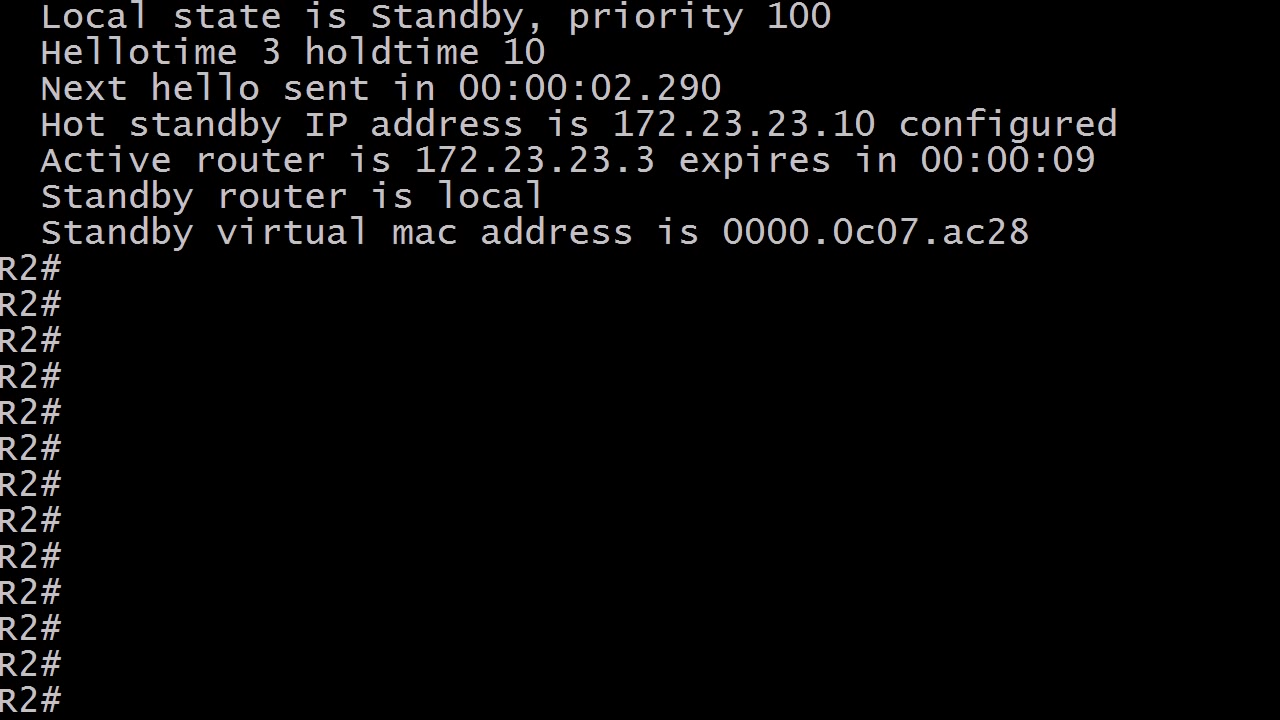 Local state is Standby, priority 100
Hellotime 3 holdtime 10
Next hello sent in 00:00:02.290
Hot standby IP address is 172.23.23.10 configured
Active router is 172.23.23.3 expires in 00:00:09
Standby router is local
Standby virtual mac address is 0000.0c07.ac28
R2#
R2#
R2#
R2#
R2#
R2#
R2#
R2#
R2#
R2#
R2#
R2#
R2#